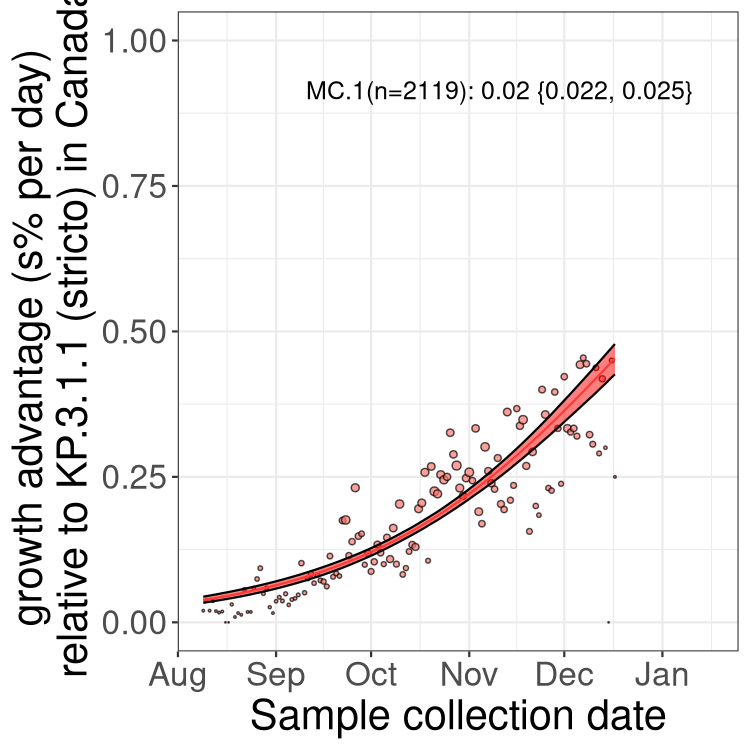 growth advantage (s% per day)
relative to KP.3.1.1 (stricto) in Canada
1.00
0.75
0.50
0.25
0.00
MC.1(n=2119): 0.02 {0.022, 0.025}
Aug Sep Oct Nov Dec Jan
Sample collection date